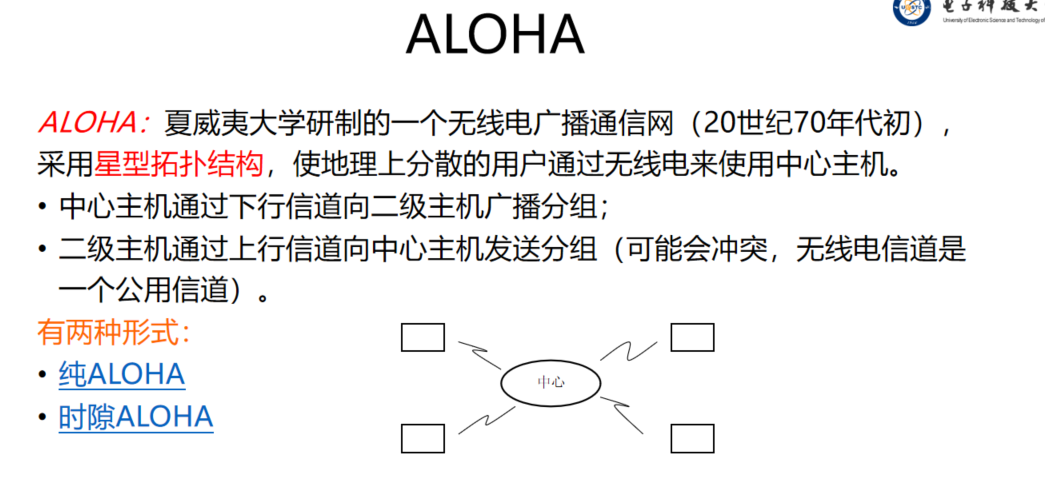 电子科技大
University of Electronic Science and Technology of
ALOHA
ALOHA：夏威夷大学研制的一个无线电广播通信网（20世纪70年代初），
采用星型拓扑结构，使地理上分散的用户通过无线电来使用中心主机。
• 中心主机通过下行信道向二级主机广播分组；
• 二级主机通过上行信道向中心主机发送分组（可能会冲突，无线电信道是
一个公用信道）。
有两种形式：
• 纯ALOHA
• 时隙ALOHA
中心